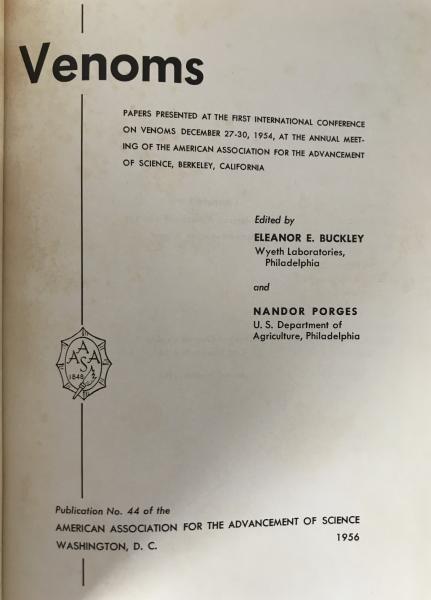 Venoms
PAPERS PRESENTED AT THE FIRST INTERNATIONAL CONFERENCE
ON VENOMS DECEMBER 27-30, 1954, AT THE ANNUAL MEET-
ING OF THE AMERICAN ASSOCIATION FOR THE ADVANCEMENT
OF SCIENCE, BERKELEY, CALIFORNIA
Edited by
ELEANOR E. BUCKLEY
Wyeth Laboratories,
Philadelphia
and
NANDOR PORGES
U. S. Department of
Agriculture, Philadelphia
A
A A
S
1848
Publication No. 44 of the
AMERICAN ASSOCIATION FOR THE ADVANCEMENT OF SCIENCE
WASHINGTON, D. C. 1956